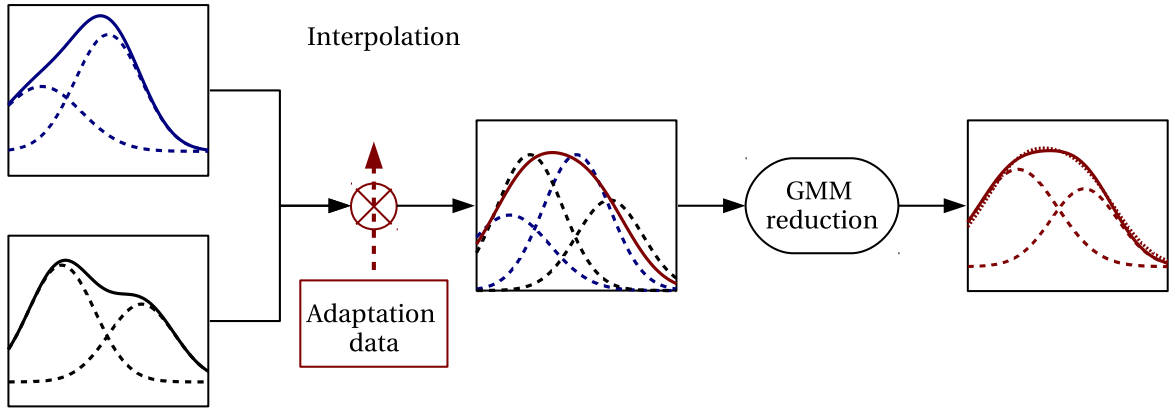 Interpolation
Adaptation
data
GMM
reduction